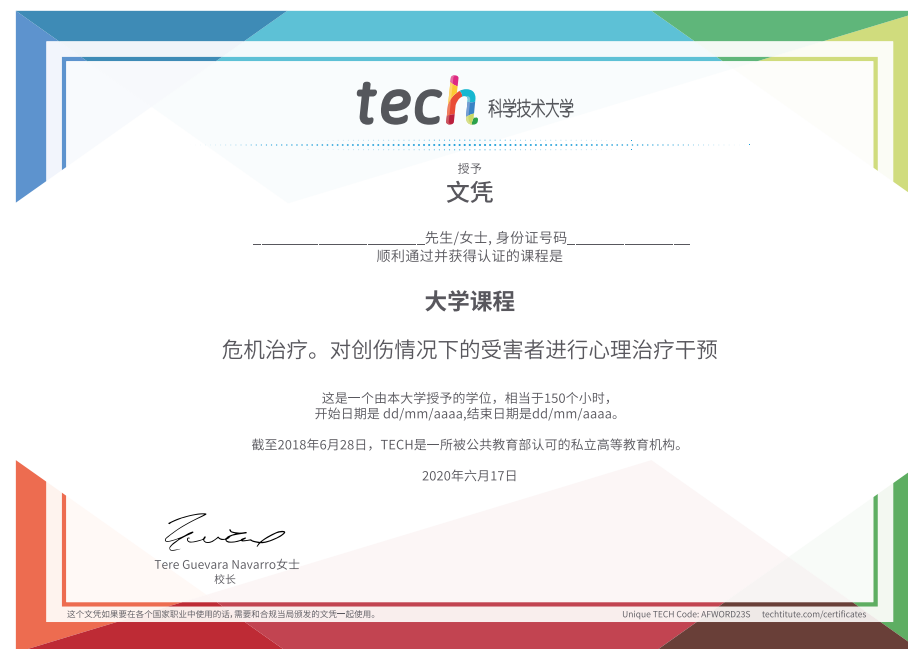 tech 科学技术大学
授予
文凭
______________________先生/女士, 身份证号码________________
顺利通过并获得认证的课程是
大学课程
危机治疗。对创伤情况下的受害者进行心理治疗干预
这是一个由本大学授予的学位，相当于150个小时，
开始日期是 dd/mm/aaaa,结束日期是dd/mm/aaaa。
截至2018年6月28日，TECH是一所被公共教育部认可的私立高等教育机构。
2020年六月17日
Tere Guevara Navarro女士
校长
这个文凭如果要在各个国家职业中使用的话,需要和合规当局颁发的文凭一起使用。
Unique TECH Code: AFWORD23S techtitute.com/certificates